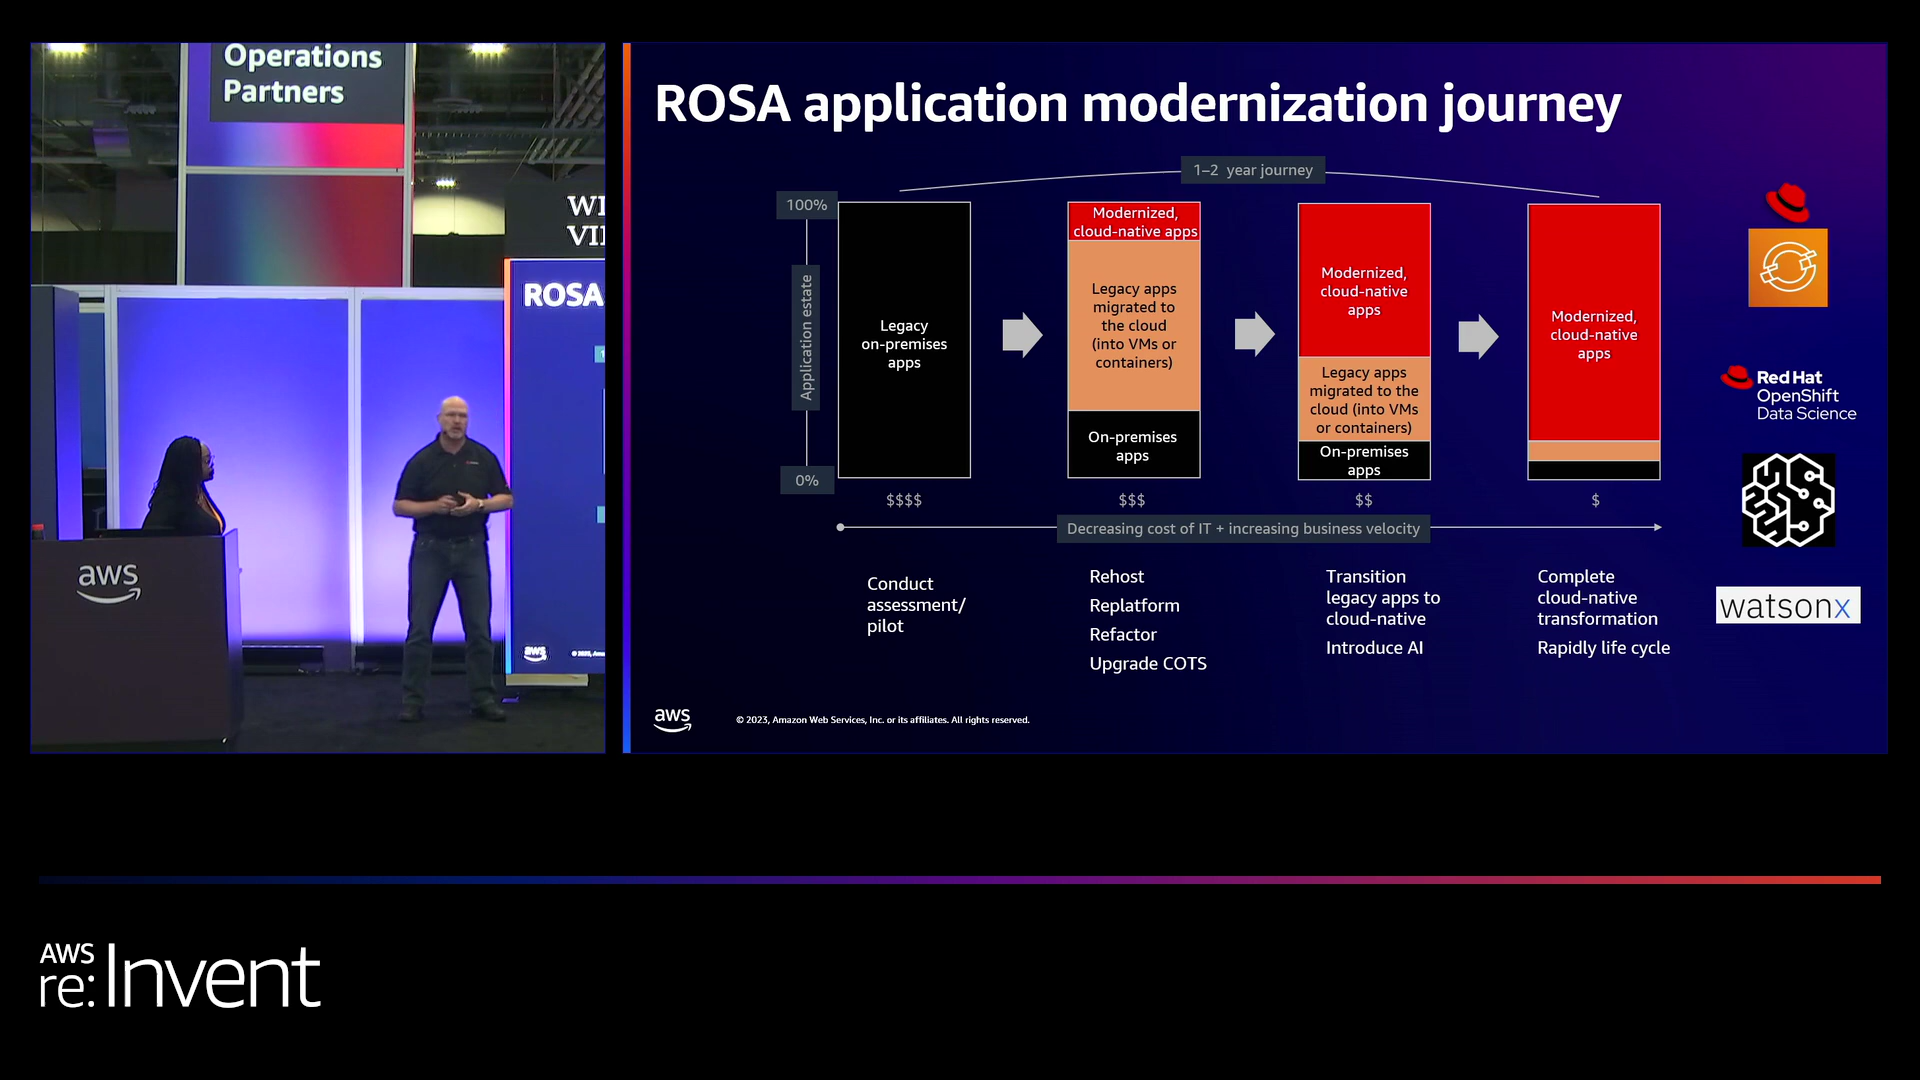 Operations
Partners
WI
VII
ROSA
aws
aws
ROSA application modernization journey
1–2 year journey
100%
Application estate
0%
Legacy
on-premises
apps
$$$$
Modernized,
cloud-native apps
Legacy apps
migrated to
the cloud
(into VMs or
containers)
On-premises
apps
$$$
Modernized,
cloud-native
apps
Legacy apps
migrated to the
cloud (into VMs
or containers)
On-premises
apps
$$
Modernized,
cloud-native
apps
$
Decreasing cost of IT + increasing business velocity
Conduct
assessment/
pilot
Rehost
Replatform
Refactor
Upgrade COTS
Transition
legacy apps to
cloud-native
Introduce AI
Complete
cloud-native
transformation
Rapidly life cycle
Red Hat
OpenShift
Data Science
watsonx
aws
© 2023, Amazon Web Services, Inc. or its affiliates. All rights reserved.
AWS
re:Invent